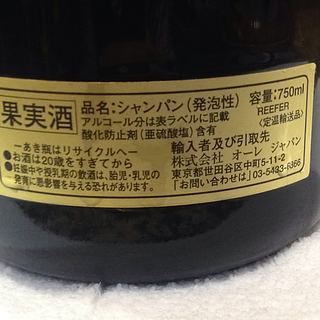 果実酒
品名:シャンパン(発泡性)
アルコール分は表ラベルに記載
酸化防止剤(亜硫酸塩)含有
容量:750ml
REEFER
〈定温輸送品〉
ーあき瓶はリサイクルへー
●お酒は20歳をすぎてから
●妊娠中や授乳期の飲酒は、胎児・乳児の
発育に悪影響を与える恐れがあります。
輸入者及び引取先
株式会社 オーレ ジャパン
東京都世田谷区中町5-11-2
「お問い合わせは」03-5433-6366